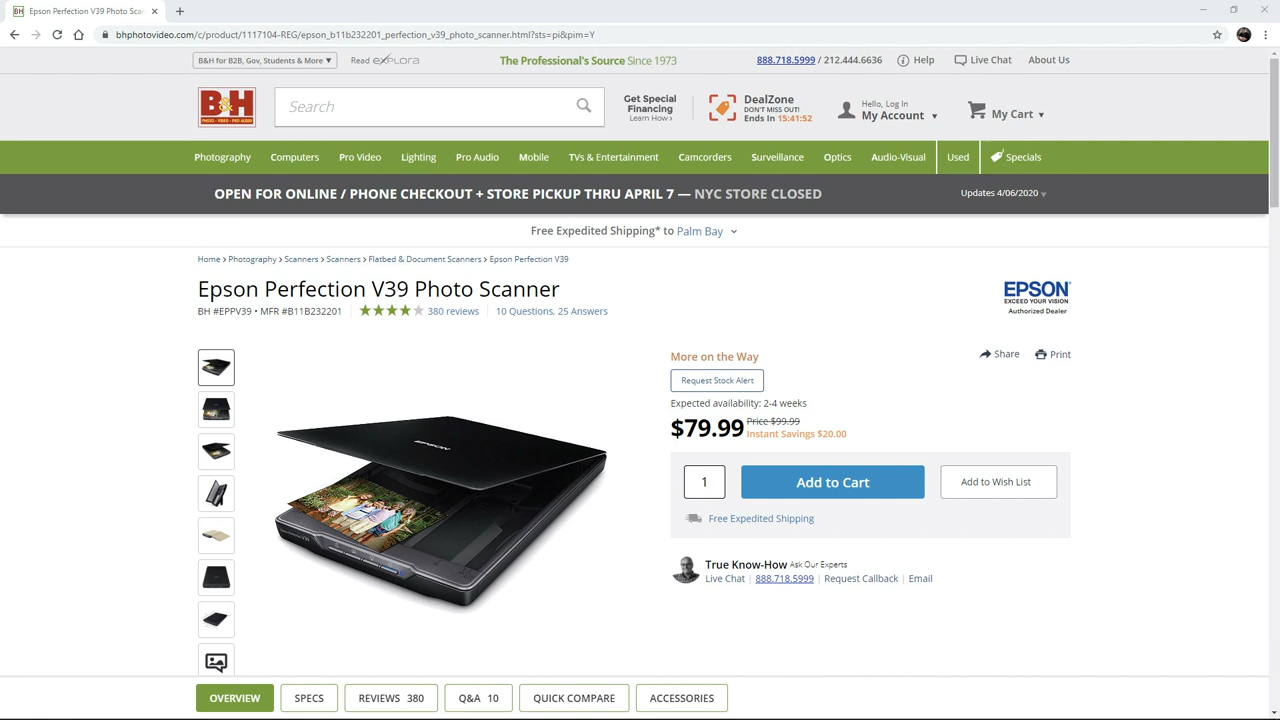 B&H Epson Perfection V39 Photo Scan
bhphotovideo.com/c/product/1117104-REG/epson_b11b232201_perfection_v39_photo_scanner.html?sts=pi&pim=Y
B&H for B2B, Gov, Students & More ▼ Read eXpLORA The Professional's Source Since 1973 888.718.5999 / 212.444.6636 Help Live Chat About Us
B&H
PHOTO - VIDEO - PRO AUDIO
Search
Get Special
Financing
Learn How ›
DealZone
DON'T MISS OUT!
Ends In 15:41:52
Hello, Log In
My Account ▼
My Cart ▼
Photography Computers Pro Video Lighting Pro Audio Mobile TVs & Entertainment Camcorders Surveillance Optics Audio-Visual Used Specials
OPEN FOR ONLINE / PHONE CHECKOUT + STORE PICKUP THRU APRIL 7 — NYC STORE CLOSED Updates 4/06/2020
Free Expedited Shipping* to Palm Bay
Home › Photography › Scanners › Scanners › Flatbed & Document Scanners › Epson Perfection V39
Epson Perfection V39 Photo Scanner
BH #EPPV39 • MFR #B11B232201 380 reviews 10 Questions, 25 Answers
EPSON
EXCEED YOUR VISION
Authorized Dealer
More on the Way
Share Print
Request Stock Alert
Expected availability: 2-4 weeks
$79.99 Price $99.99
Instant Savings $20.00
1 Add to Cart Add to Wish List
Free Expedited Shipping
EPSON
True Know-How Ask Our Experts
Live Chat | 888.718.5999 | Request Callback | Email
OVERVIEW SPECS REVIEWS 380 Q&A 10 QUICK COMPARE ACCESSORIES